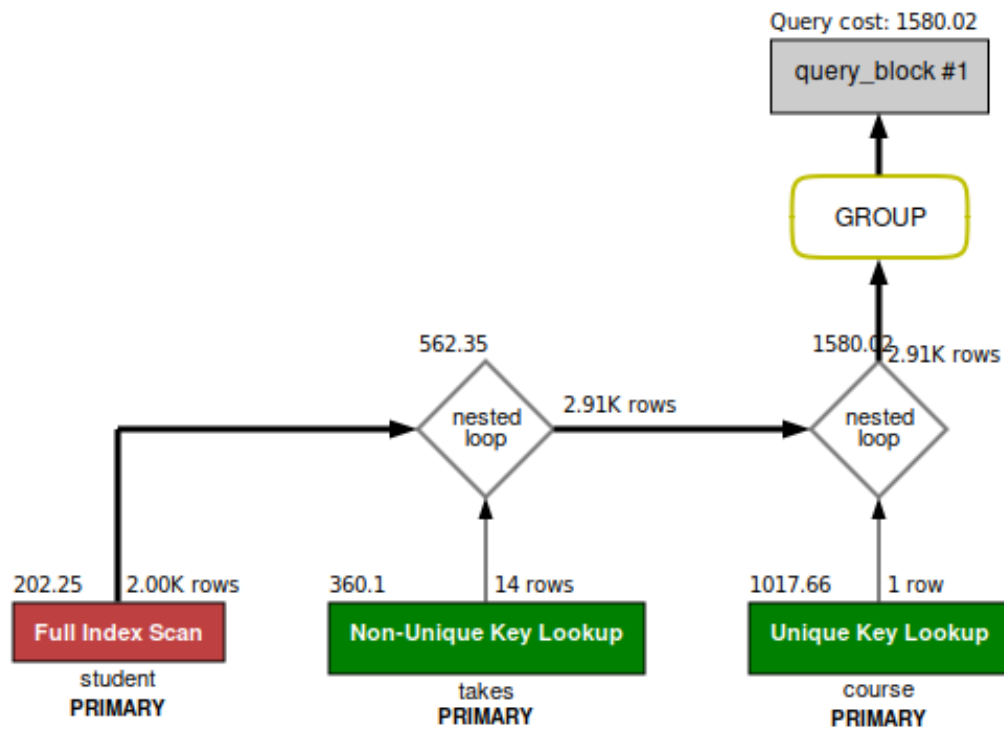 Query cost: 1580.02
query_block #1
GROUP
562.35
1580.02
2.91K rows
nested
loop
2.91K rows
nested
loop
202.25
2.00K rows
360.1
14 rows
1017.66
1 row
Full Index Scan
Non-Unique Key Lookup
Unique Key Lookup
student
PRIMARY
takes
PRIMARY
course
PRIMARY